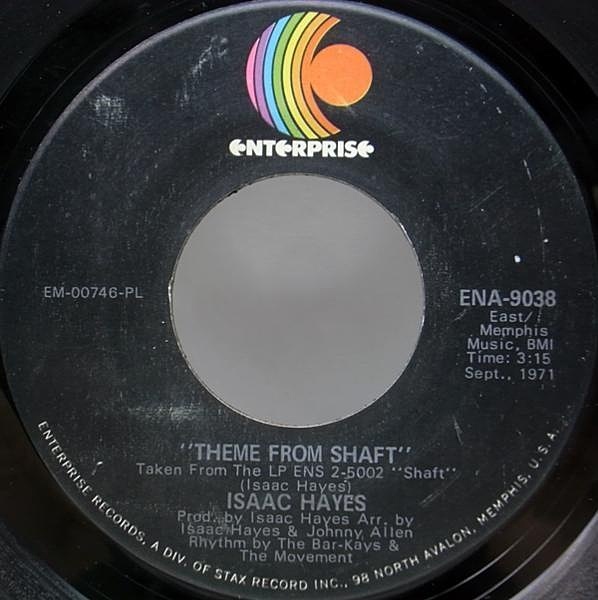 ENTERPRISE
EM-00746-PL
ENA-9038
East/
Memphis
Music, BMI
Time: 3:15
Sept., 1971
"THEME FROM SHAFT"
Taken From The LP ENS 2-5002 "Shaft"
(Isaac Hayes)
ISAAC HAYES
Prod. by Isaac Hayes Arr. by
Isaac Hayes & Johnny Allen
Rhythm by The Bar-Kays &
The Movement
ENTERPRISE RECORDS, A DIV. OF STAX RECORD INC., 98 NORTH AVALON, MEMPHIS, U.S.A.